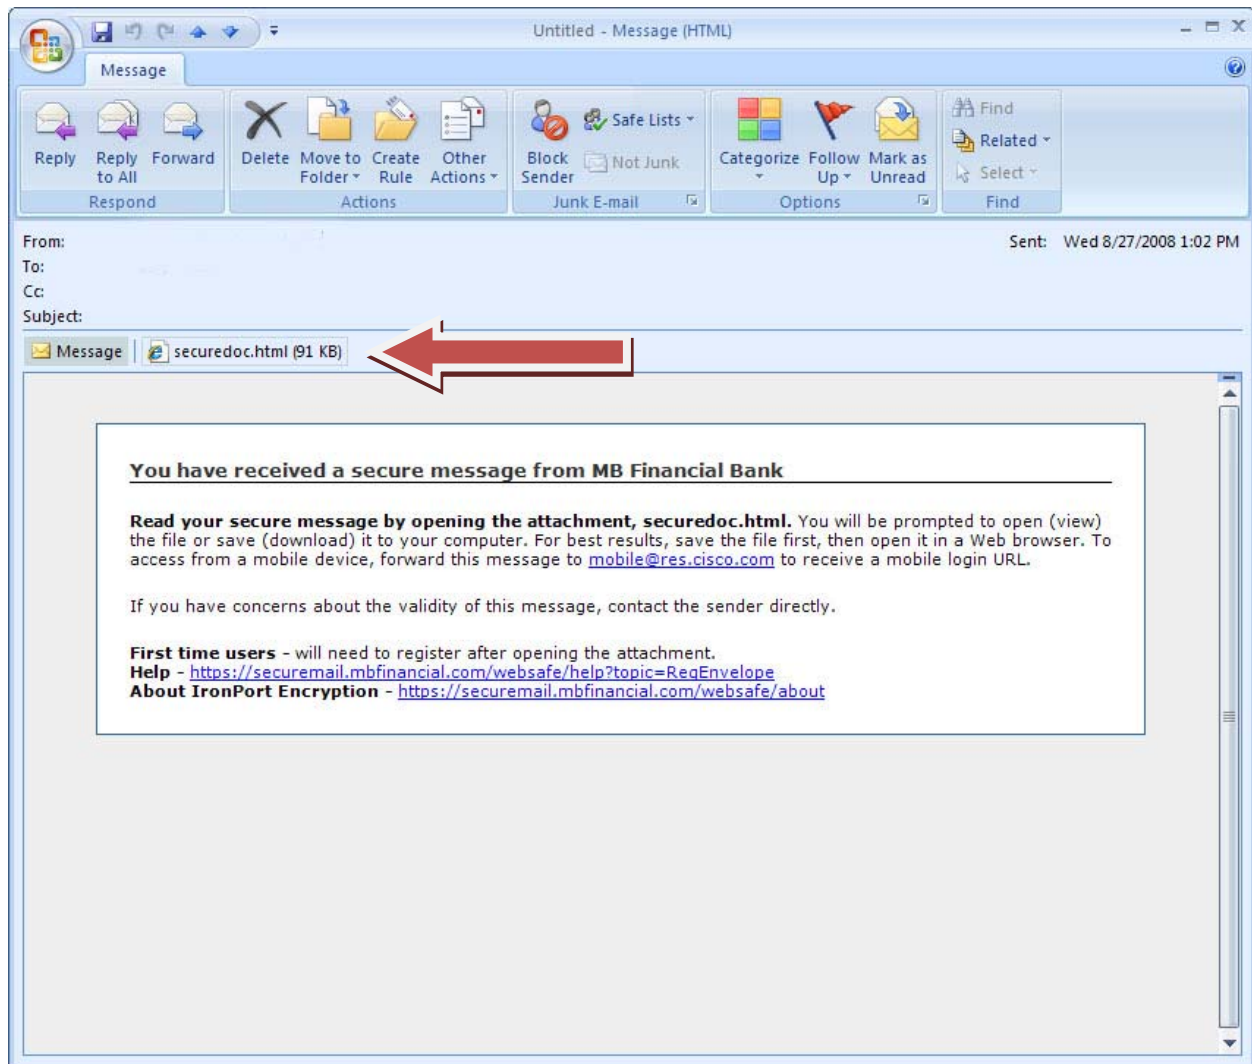 Untitled - Message (HTML)
Message
Reply
Reply to All
Forward
Respond
Delete
Move to Folder
Create Rule
Other Actions
Actions
Block Sender
Safe Lists
Not Junk
Junk E-mail
Categorize
Follow Up
Mark as Unread
Options
Find
Related
Select
Find
From:
Sent: Wed 8/27/2008 1:02 PM
To:
Cc:
Subject:
Message securedoc.html (91 KB)
You have received a secure message from MB Financial Bank
Read your secure message by opening the attachment, securedoc.html. You will be prompted to open (view)
the file or save (download) it to your computer. For best results, save the file first, then open it in a Web browser. To
access from a mobile device, forward this message to mobile@res.cisco.com to receive a mobile login URL.
If you have concerns about the validity of this message, contact the sender directly.
First time users - will need to register after opening the attachment.
Help - https://securemail.mbfinancial.com/websafe/help?topic=RegEnvelope
About IronPort Encryption - https://securemail.mbfinancial.com/websafe/about